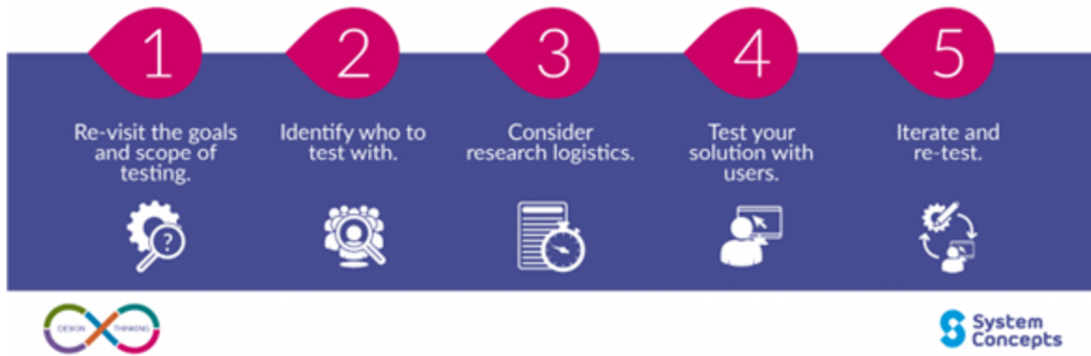 1
Re-visit the goals
and scope of
testing.
?
2
Identify who to
test with.
3
Consider
research logistics.
4
Test your
solution with
users.
5
Iterate and
re-test.
DESIGN THINKING
System
Concepts